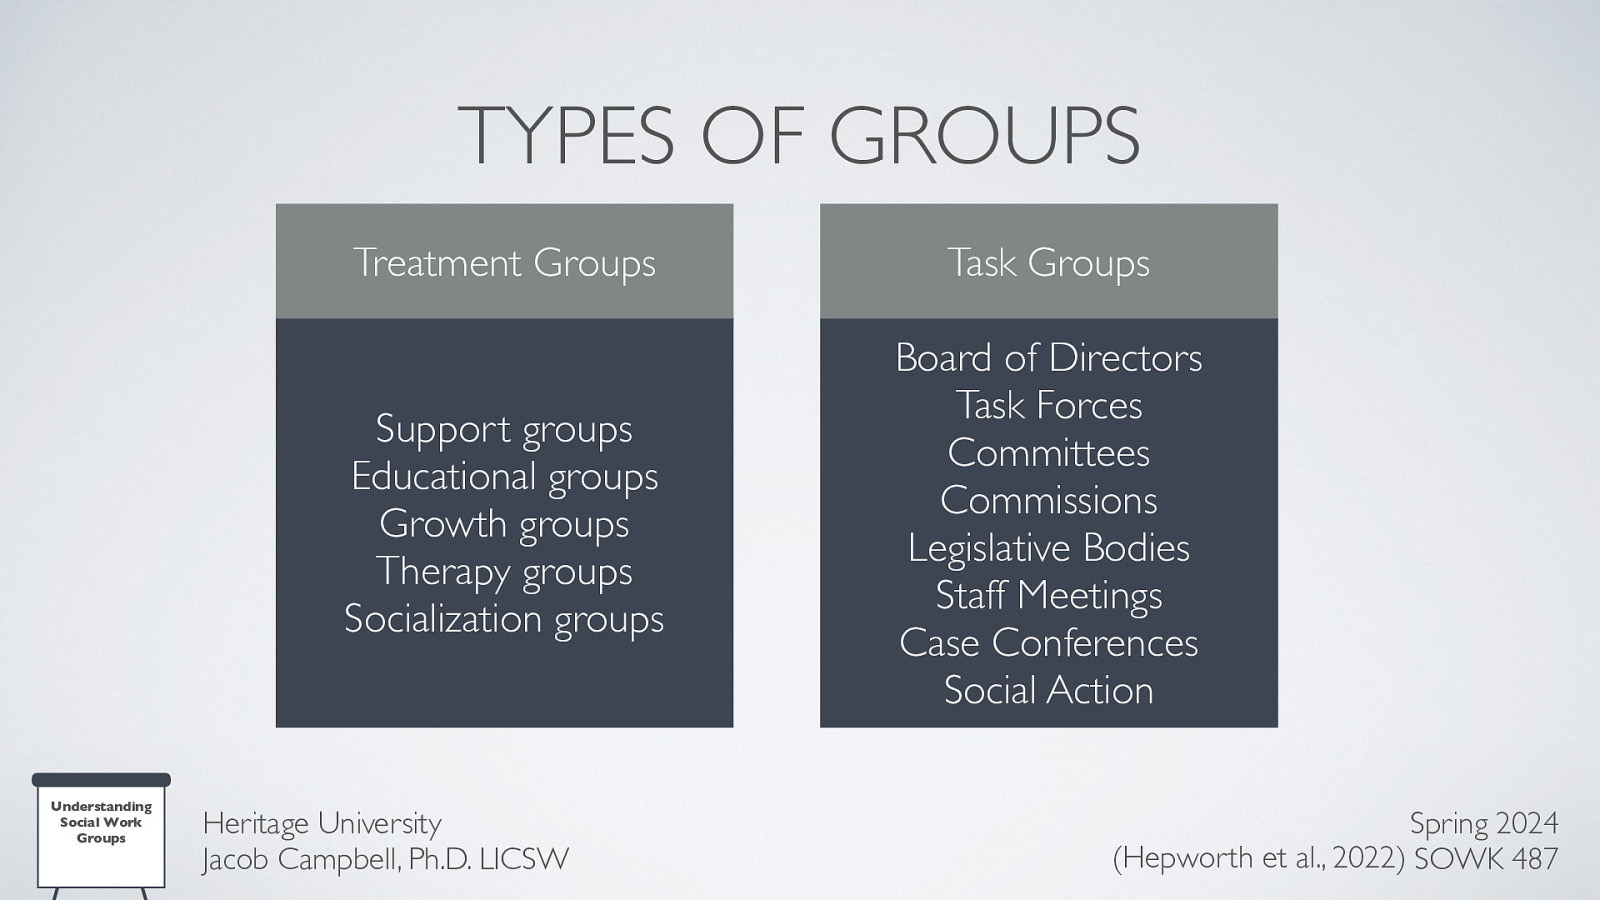 TYPES OF GROUPS
Treatment Groups
Support groups
Educational groups
Growth groups
Therapy groups
Socialization groups
Task Groups
Board of Directors
Task Forces
Committees
Commissions
Legislative Bodies
Staff Meetings
Case Conferences
Social Action
Understanding
Social Work
Groups
Heritage University
Jacob Campbell, Ph.D. LICSW
Spring 2024
(Hepworth et al., 2022) SOWK 487